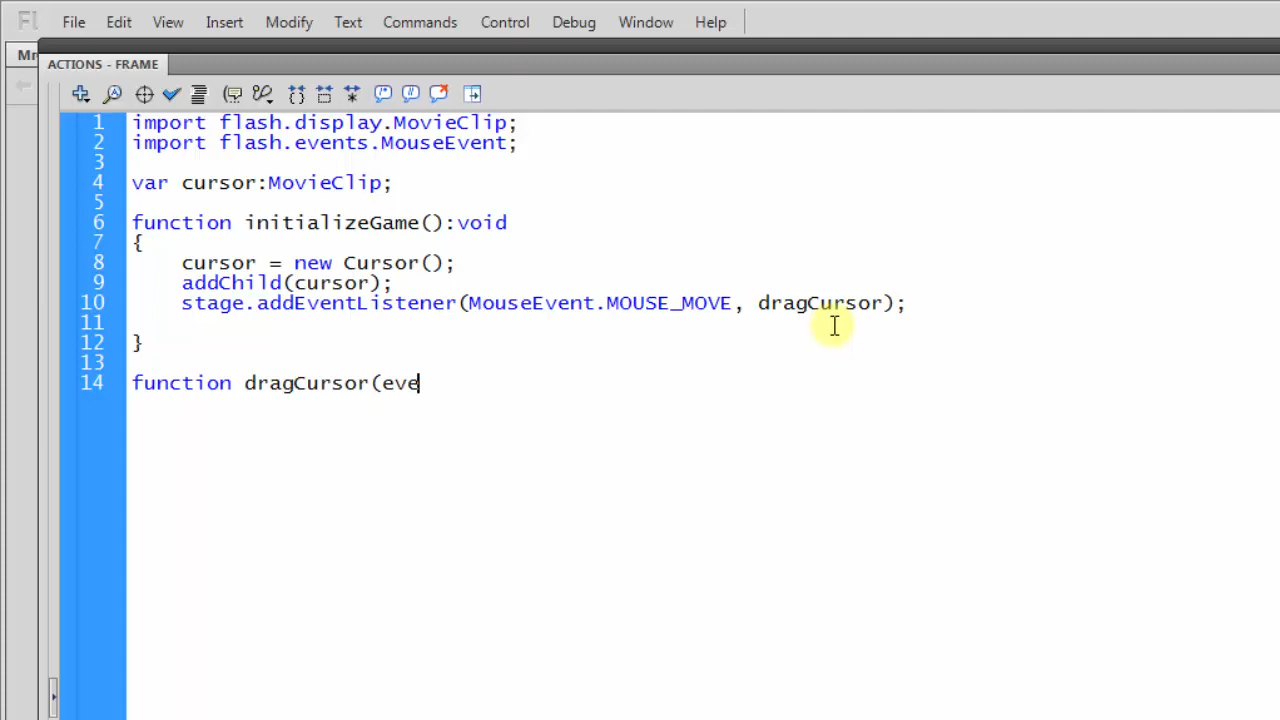 Fl File Edit View Insert Modify Text Commands Control Debug Window Help
ACTIONS - FRAME
1 import flash.display.MovieClip;
2 import flash.events.MouseEvent;
3
4 var cursor:MovieClip;
5
6 function initializeGame():void
7 {
8 cursor = new Cursor();
9 addChild(cursor);
10 stage.addEventListener(MouseEvent.MOUSE_MOVE, dragCursor);
11
12 }
13
14 function dragCursor(eve